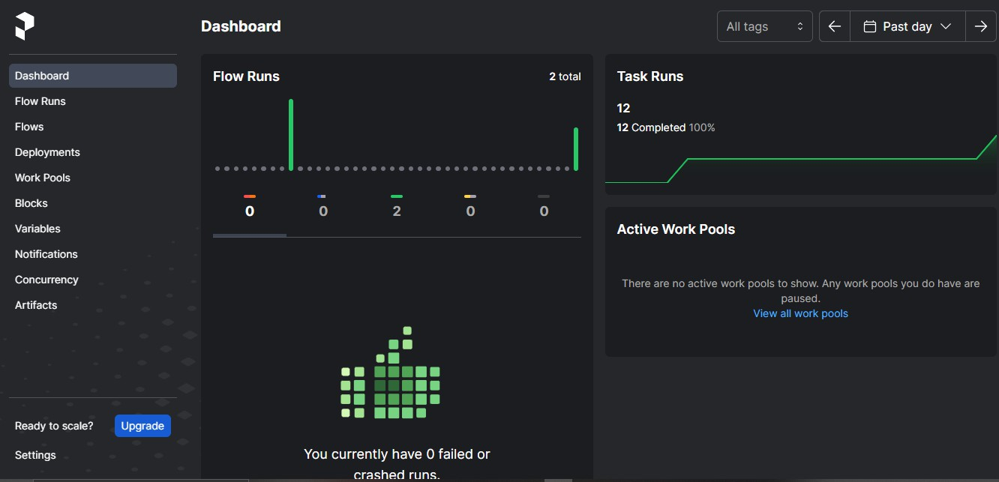 Dashboard
All tags
Past day
Dashboard
Flow Runs
Flows
Deployments
Work Pools
Blocks
Variables
Notifications
Concurrency
Artifacts
Ready to scale?
Upgrade
Settings
Flow Runs
2 total
0
0
2
0
0
You currently have 0 failed or
crashed runs.
Task Runs
12
12 Completed 100%
Active Work Pools
There are no active work pools to show. Any work pools you do have are
paused.
View all work pools